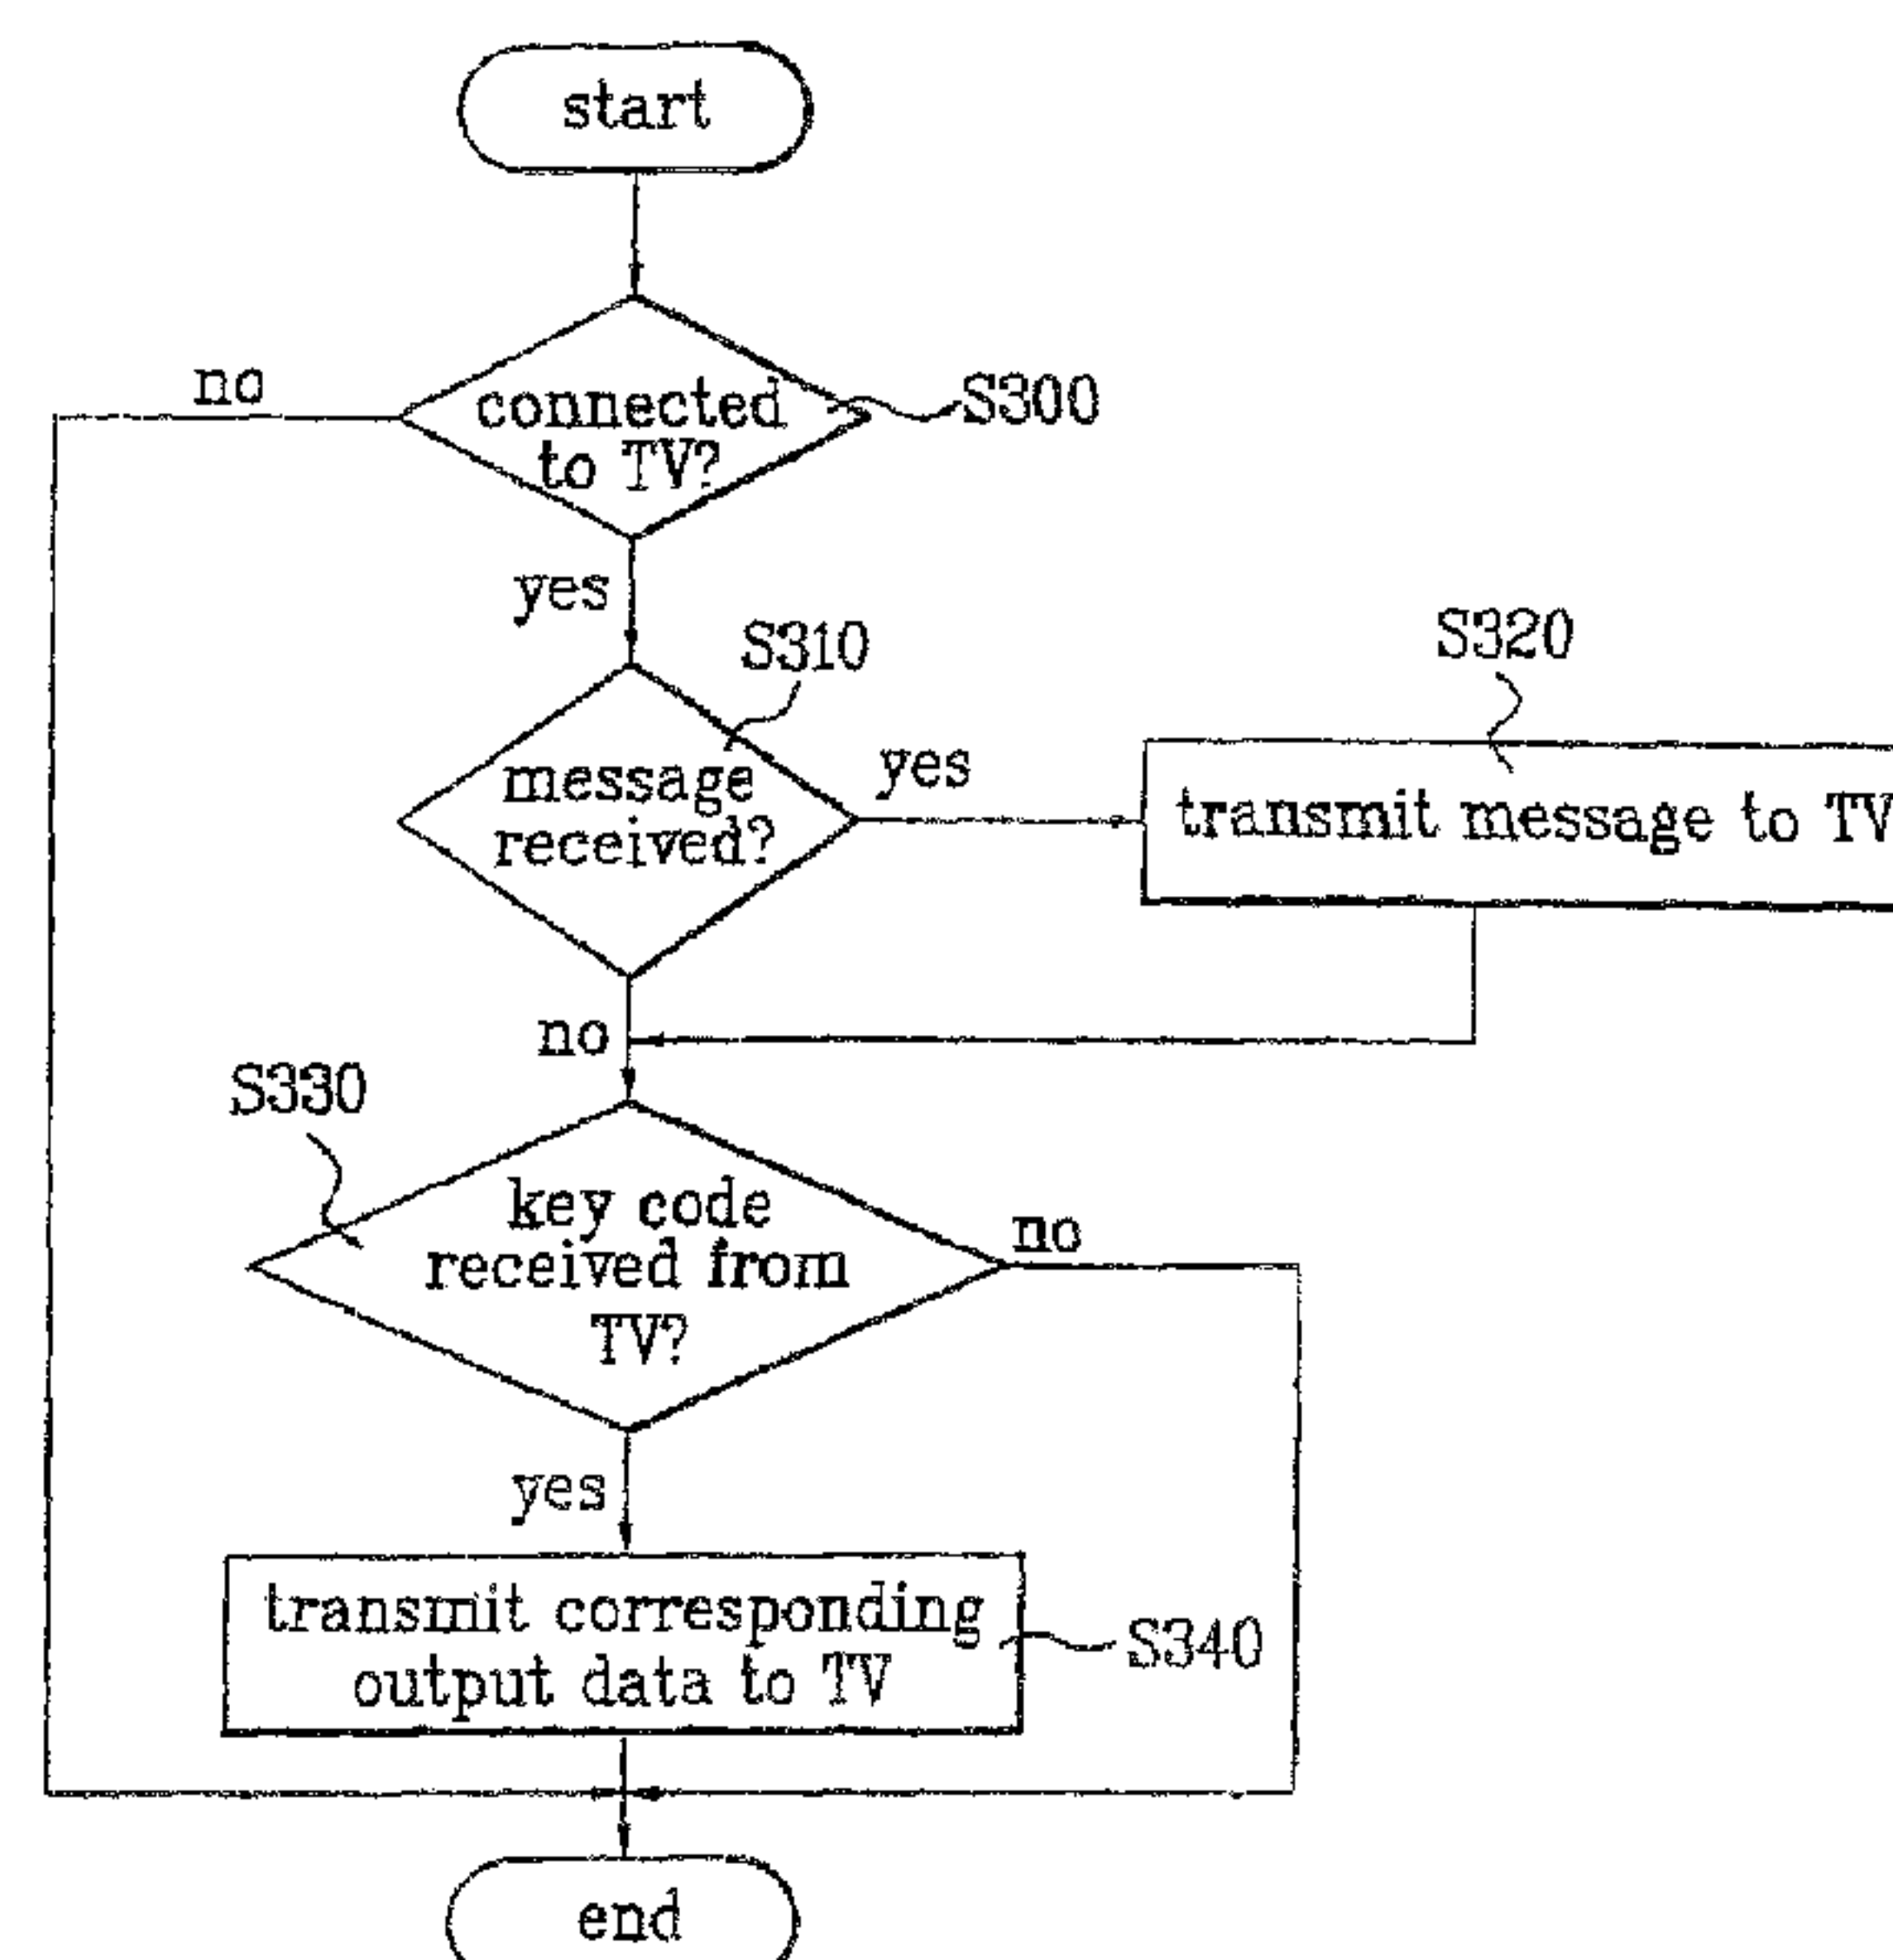 start
no
connected
to TV?
S300
yes
S310
S320
message
received?
yes
transmit message to TV
no
S330
key code
received from
TV?
no
yes
transmit corresponding
output data to TV
S340
end